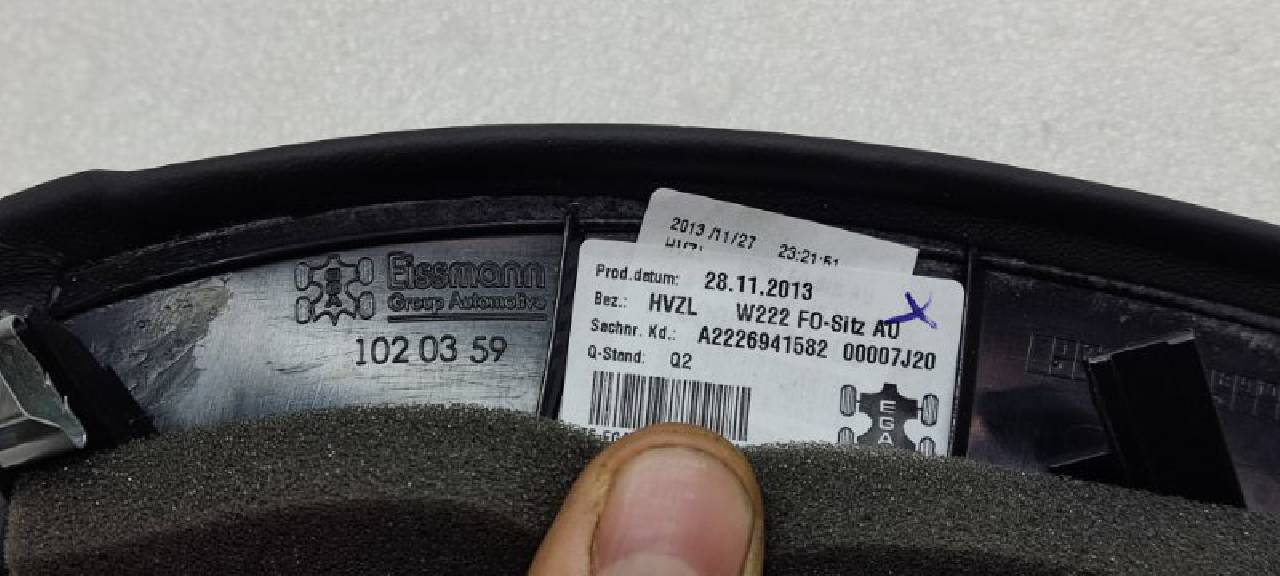 Eissmann
Group Automotive
102 03 59
2013/11/27 23:21:51
HVZL
Prod.datum: 28.11.2013
Bez.: HVZL W222 FO-Sitz AU
Sachnr. Kd.: A2226941582 00007J20
Q-Stand: Q2
EGA